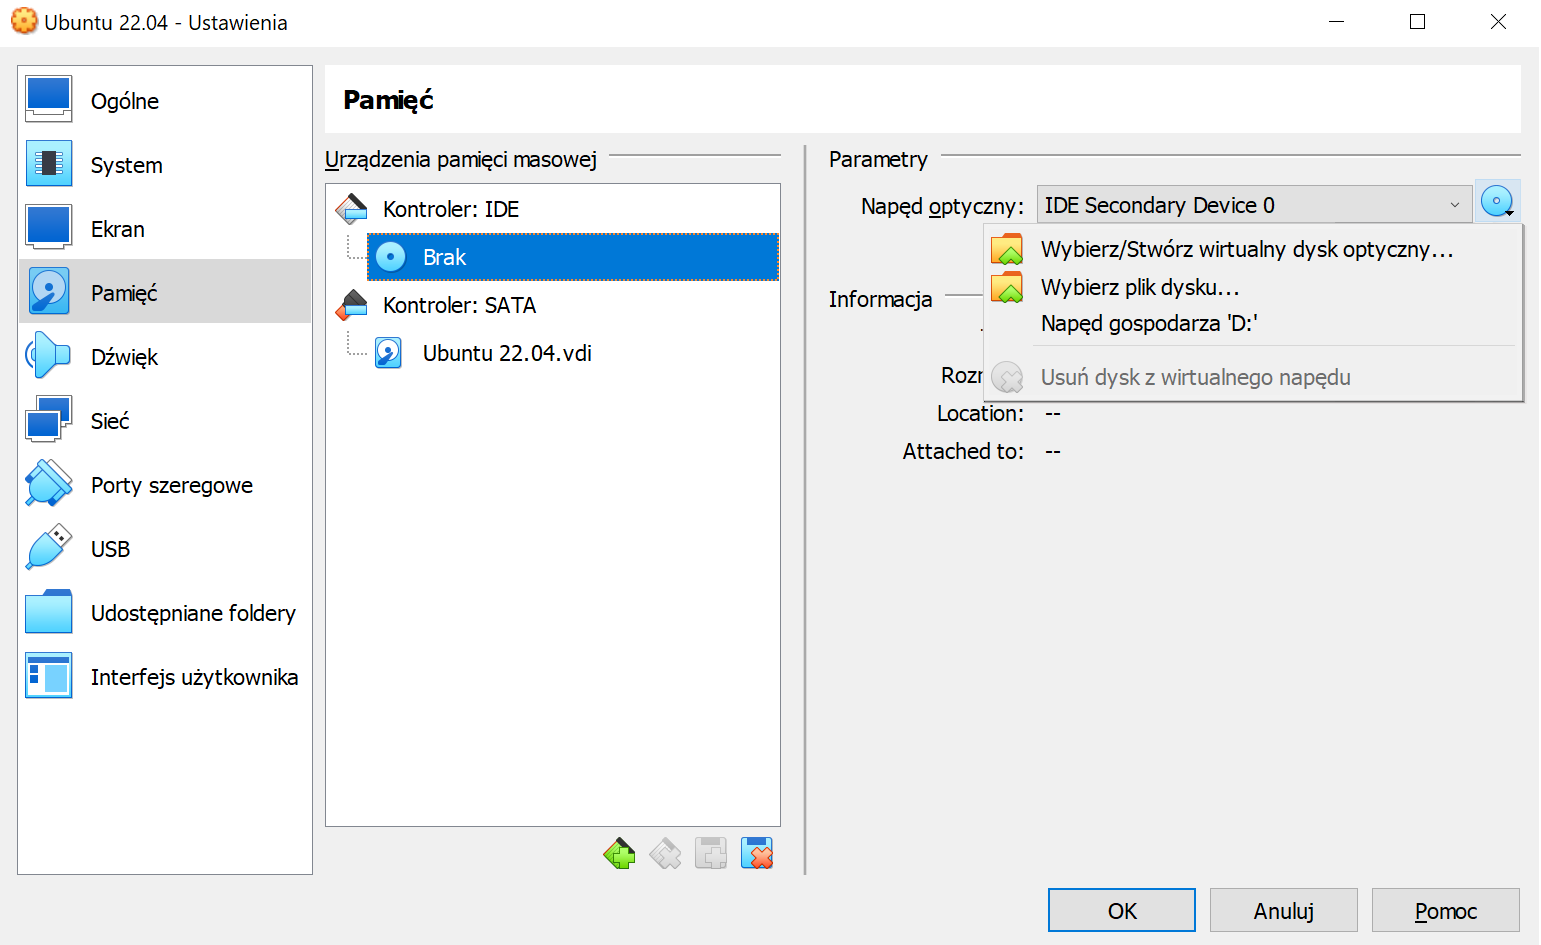 Ubuntu 22.04 - Ustawienia
Ogólne
System
Ekran
Pamięć
Dźwięk
Sieć
Porty szeregowe
USB
Udostępniane foldery
Interfejs użytkownika
Pamięć
Urządzenia pamięci masowej
Kontroler: IDE
Brak
Kontroler: SATA
Ubuntu 22.04.vdi
Parametry
Napęd optyczny: IDE Secondary Device 0
Wybierz/Stwórz wirtualny dysk optyczny...
Wybierz plik dysku...
Napęd gospodarza 'D:'
Usuń dysk z wirtualnego napędu
Informacja
Location: --
Attached to: --
OK
Anuluj
Pomoc